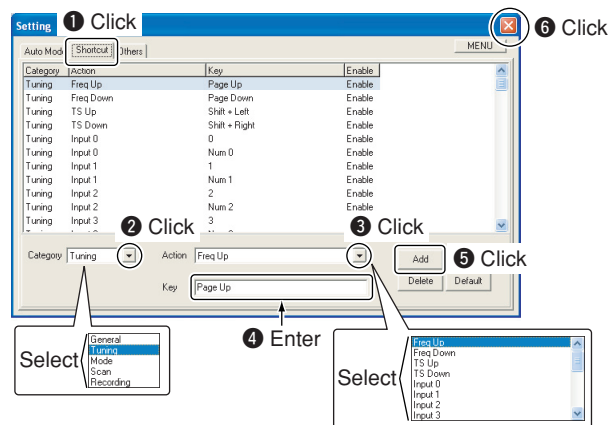 Setting
❶ Click
❻ Click
Auto Mode
Shortcut
Others
MENU
Category Action Key Enable
Tuning Freq Up Page Up Enable
Tuning Freq Down Page Down Enable
Tuning TS Up Shift + Left Enable
Tuning TS Down Shift + Right Enable
Tuning Input 0 0 Enable
Tuning Input 0 Num 0 Enable
Tuning Input 1 1 Enable
Tuning Input 1 Num 1 Enable
Tuning Input 2 2 Enable
Tuning Input 2 Num 2 Enable
Tuning Input 3 3 Enable
❷ Click
❸ Click
Category Tuning Action Freq Up Add
❺ Click
Key Page Up Delete Default
❹ Enter
Select
General
Tuning
Mode
Scan
Recording
Select
Freq Up
Freq Down
TS Up
TS Down
Input 0
Input 1
Input 2
Input 3